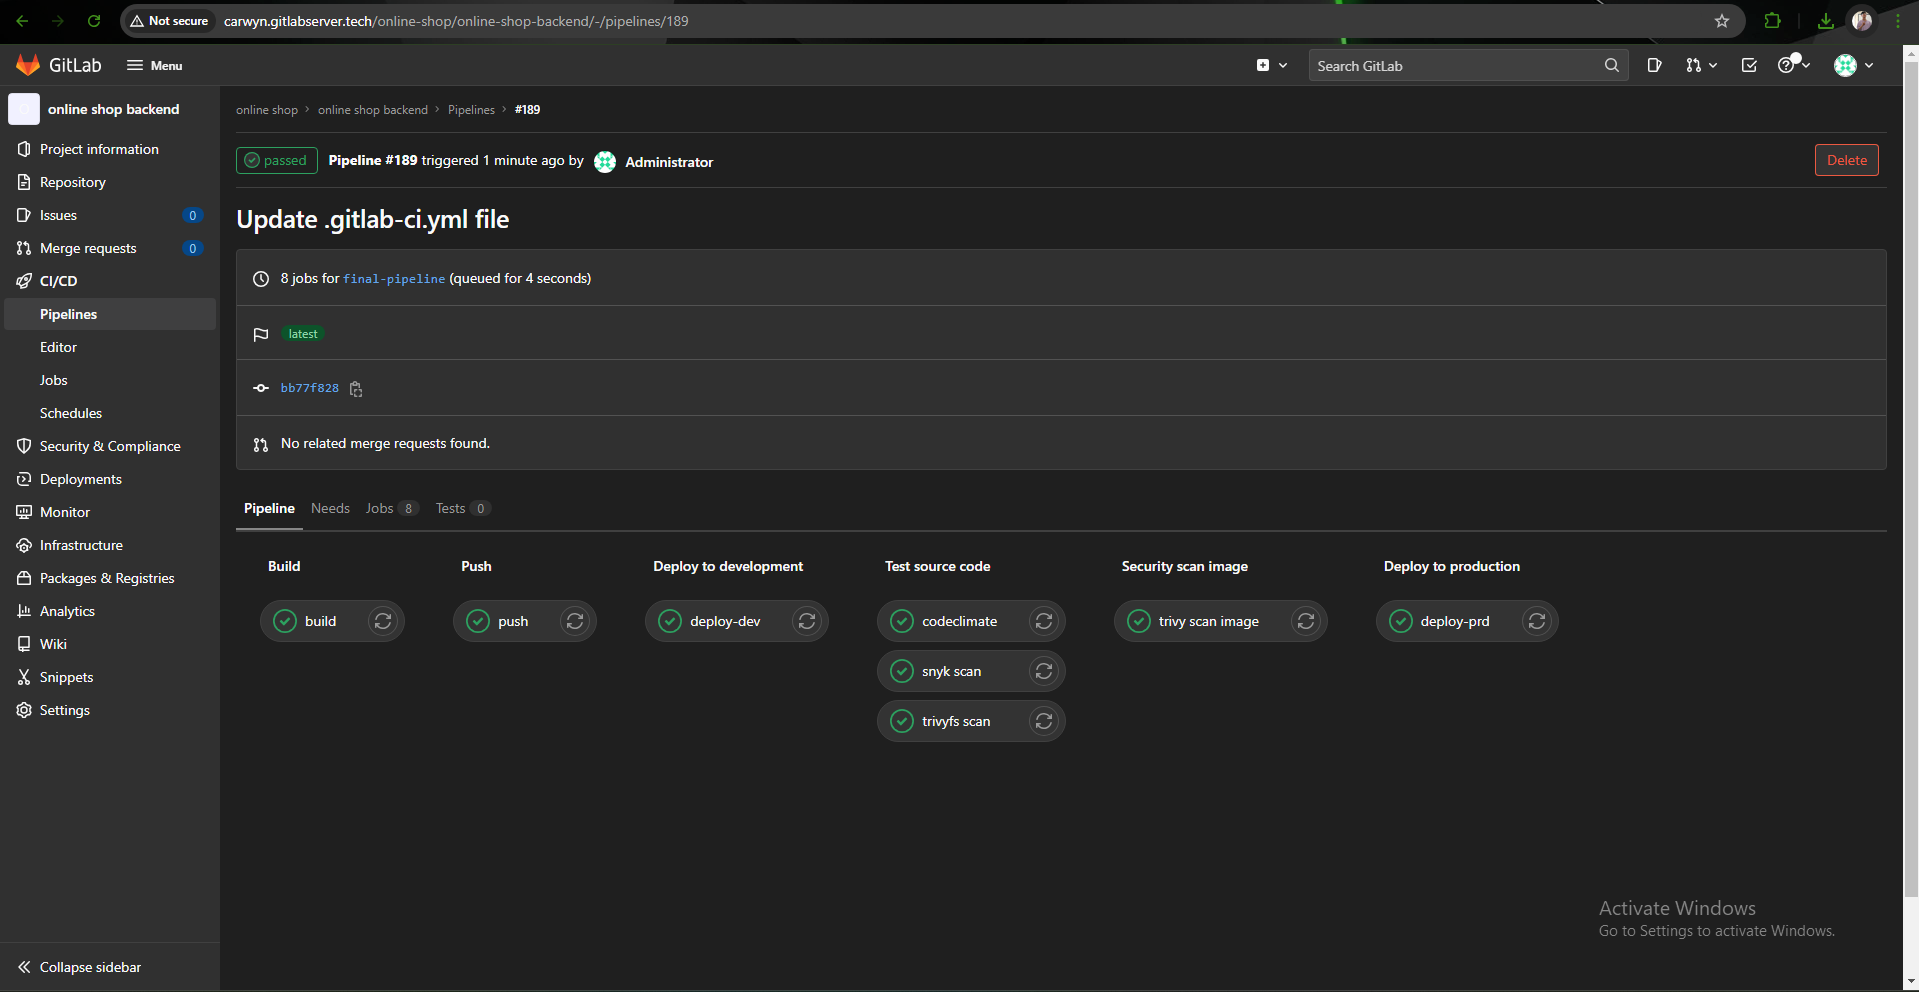 Not secure carwyn.gitlabserver.tech/online-shop/online-shop-backend/-/pipelines/189
GitLab Menu Search GitLab
online shop backend
Project information
Repository
Issues 0
Merge requests 0
CI/CD
Pipelines
Editor
Jobs
Schedules
Security & Compliance
Deployments
Monitor
Infrastructure
Packages & Registries
Analytics
Wiki
Snippets
Settings
Collapse sidebar
online shop › online shop backend › Pipelines › #189
passed Pipeline #189 triggered 1 minute ago by Administrator Delete
Update .gitlab-ci.yml file
8 jobs for final-pipeline (queued for 4 seconds)
latest
bb77f828
No related merge requests found.
Pipeline Needs Jobs 8 Tests 0
Build Push Deploy to development Test source code Security scan image Deploy to production
build push deploy-dev codeclimate trivy scan image deploy-prd
snyk scan
trivyfs scan
Activate Windows
Go to Settings to activate Windows.